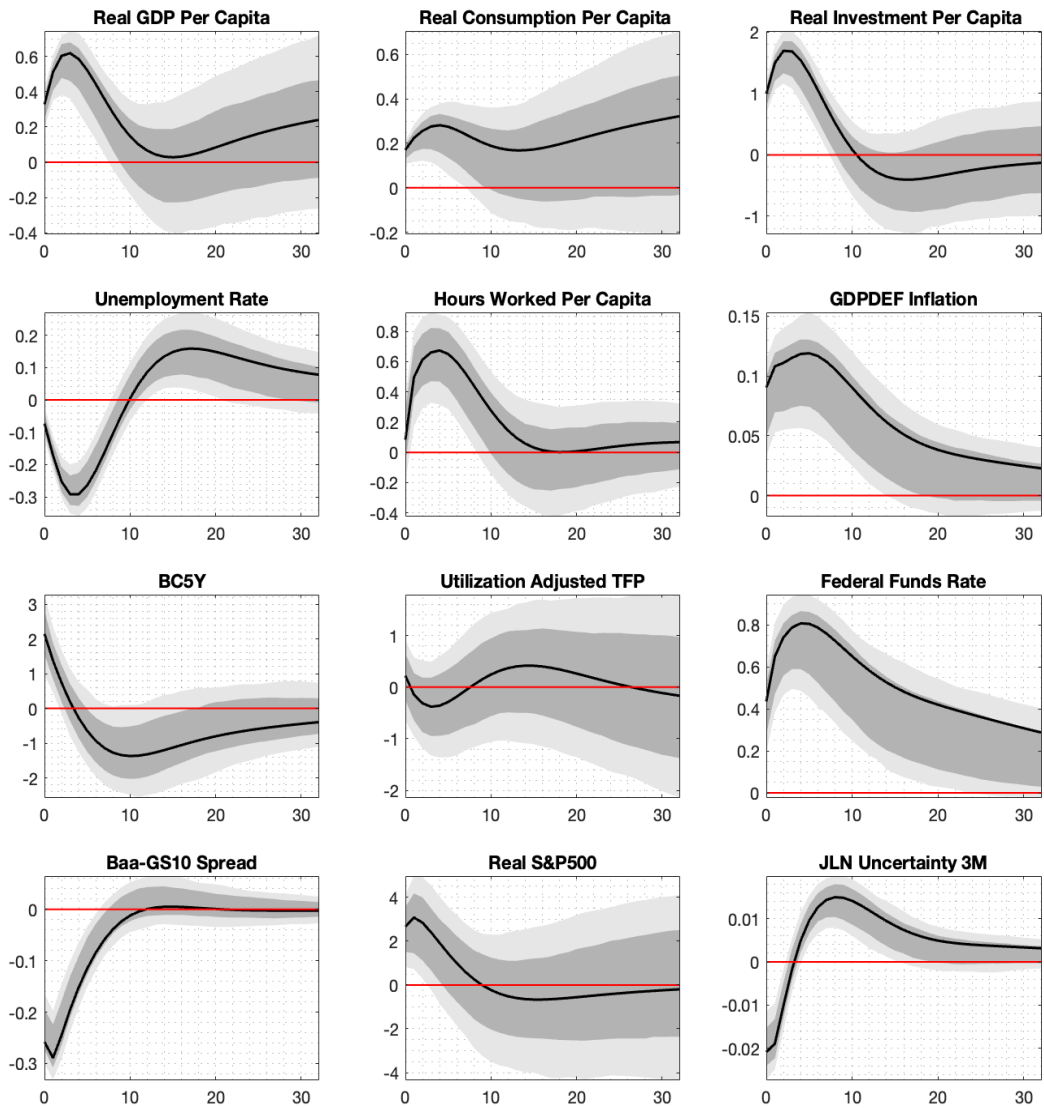 Real GDP Per Capita
0.6
0.4
0.2
0
-0.2
-0.4
0 10 20 30
Real Consumption Per Capita
0.6
0.4
0.2
0
-0.2
0 10 20 30
Real Investment Per Capita
2
1
0
-1
0 10 20 30
Unemployment Rate
0.2
0.1
0
-0.1
-0.2
-0.3
0 10 20 30
Hours Worked Per Capita
0.8
0.6
0.4
0.2
0
-0.2
-0.4
0 10 20 30
GDPDEF Inflation
0.15
0.1
0.05
0
0 10 20 30
BC5Y
3
2
1
0
-1
-2
0 10 20 30
Utilization Adjusted TFP
1
0
-1
-2
0 10 20 30
Federal Funds Rate
0.8
0.6
0.4
0.2
0
0 10 20 30
Baa-GS10 Spread
0
-0.1
-0.2
-0.3
0 10 20 30
Real S&P500
4
2
0
-2
-4
0 10 20 30
JLN Uncertainty 3M
0.01
0
-0.01
-0.02
0 10 20 30